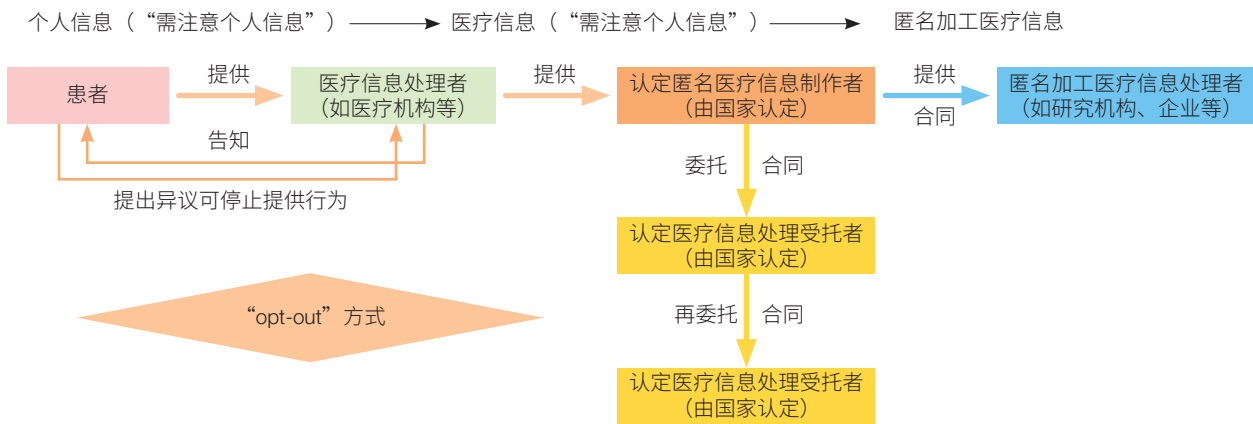 个人信息（“需注意个人信息”） 医疗信息（“需注意个人信息”） 匿名加工医疗信息
患者
提供
医疗信息处理者
（如医疗机构等）
提供
认定匿名医疗信息制作者
（由国家认定）
提供
合同
匿名加工医疗信息处理者
（如研究机构、企业等）
告知
提出异议可停止提供行为
委托 合同
认定医疗信息处理受托者
（由国家认定）
“opt-out”方式
再委托 合同
认定医疗信息处理受托者
（由国家认定）